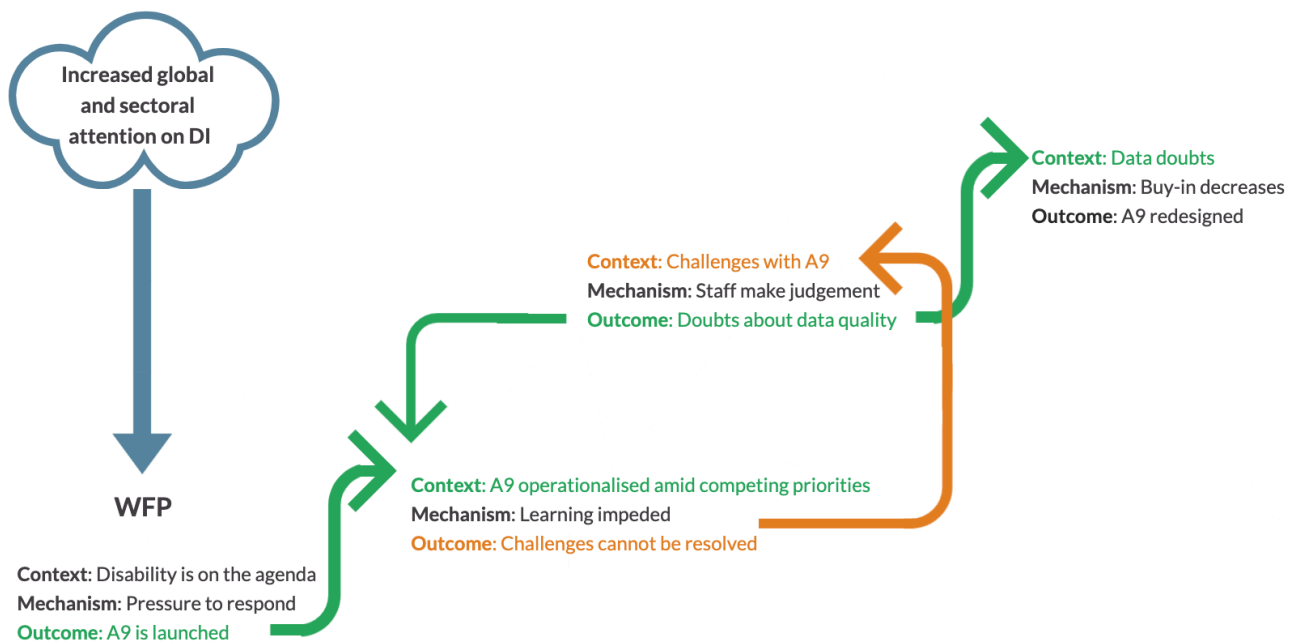 Increased global
and sectoral
attention on DI
WFP
Context: Disability is on the agenda
Mechanism: Pressure to respond
Outcome: A9 is launched
Context: A9 operationalised amid competing priorities
Mechanism: Learning impeded
Outcome: Challenges cannot be resolved
Context: Challenges with A9
Mechanism: Staff make judgement
Outcome: Doubts about data quality
Context: Data doubts
Mechanism: Buy-in decreases
Outcome: A9 redesigned